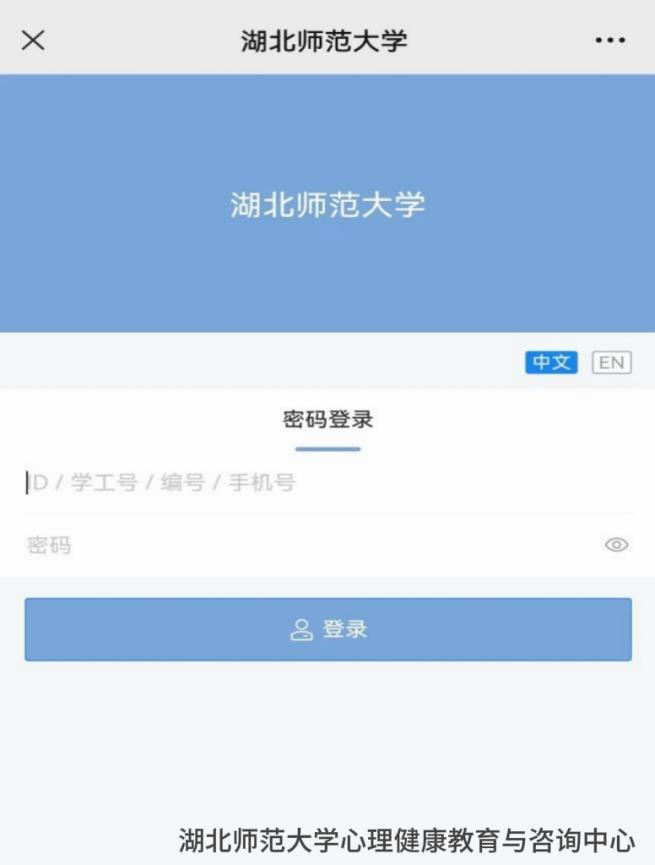 湖北师范大学
湖北师范大学
中文 EN
密码登录
ID / 学工号 / 编号 / 手机号
密码
登录
湖北师范大学心理健康教育与咨询中心